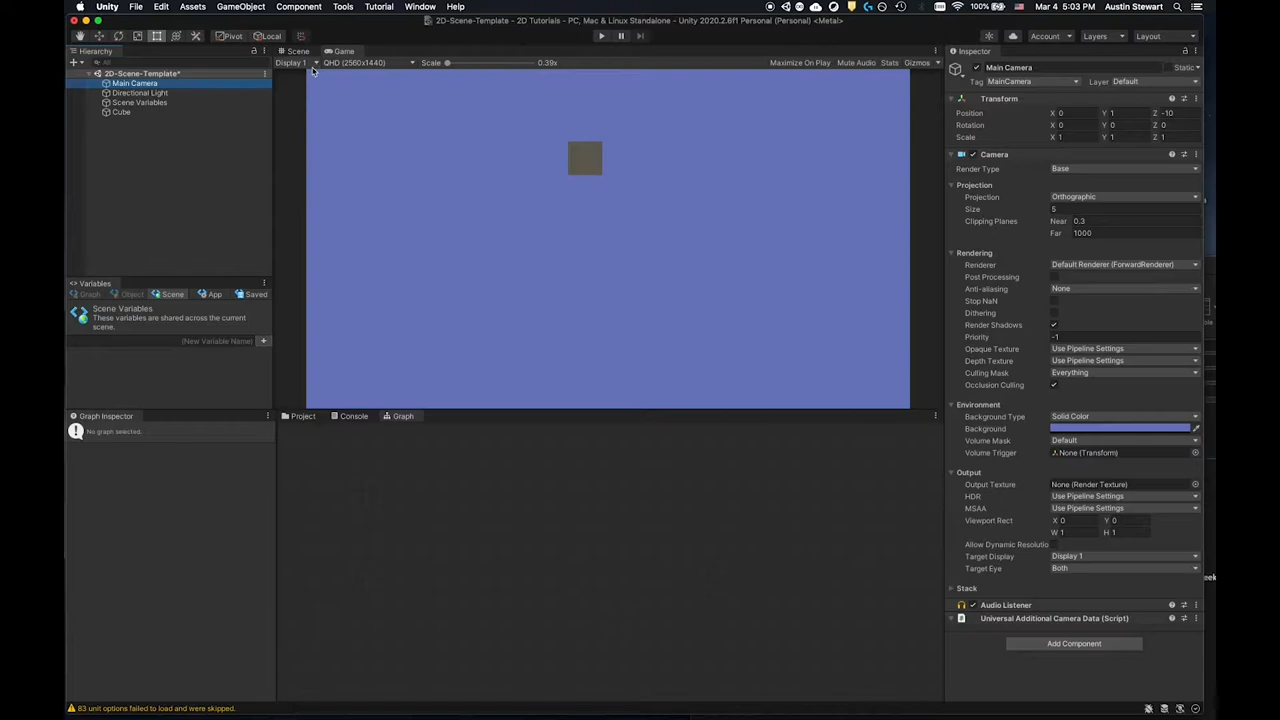 Unity File Edit Assets GameObject Component Tools Tutorial Window Help 100% Mar 4 5:03 PM Austin Stewart
2D-Scene-Template - 2D Tutorials - PC, Mac & Linux Standalone - Unity 2020.2.6f1 Personal (Personal) <Metal>
Pivot Local Account Layers Layout
Hierarchy Scene Game Inspector
All Display 1 QHD (2560x1440) Scale 0.39x Maximize On Play Mute Audio Stats Gizmos
2D-Scene-Template*
Main Camera
Directional Light
Scene Variables
Cube
Variables
Graph Object Scene App Saved
Scene Variables
These variables are shared across the current
scene.
(New Variable Name)
Graph Inspector
No graph selected.
Project Console Graph
Main Camera Static
Tag MainCamera Layer Default
Transform
Position X 0 Y 1 Z -10
Rotation X 0 Y 0 Z 0
Scale X 1 Y 1 Z 1
Camera
Render Type Base
Projection
Projection Orthographic
Size 5
Clipping Planes Near 0.3
Far 1000
Rendering
Renderer Default Renderer (ForwardRenderer)
Post Processing
Anti-aliasing None
Stop NaN
Dithering
Render Shadows
Priority -1
Opaque Texture Use Pipeline Settings
Depth Texture Use Pipeline Settings
Culling Mask Everything
Occlusion Culling
Environment
Background Type Solid Color
Background
Volume Mask Default
Volume Trigger None (Transform)
Output
Output Texture None (Render Texture)
HDR Use Pipeline Settings
MSAA Use Pipeline Settings
Viewport Rect X 0 Y 0
W 1 H 1
Allow Dynamic Resolutio
Target Display Display 1
Target Eye Both
Stack
Audio Listener
Universal Additional Camera Data (Script)
Add Component
83 unit options failed to load and were skipped.